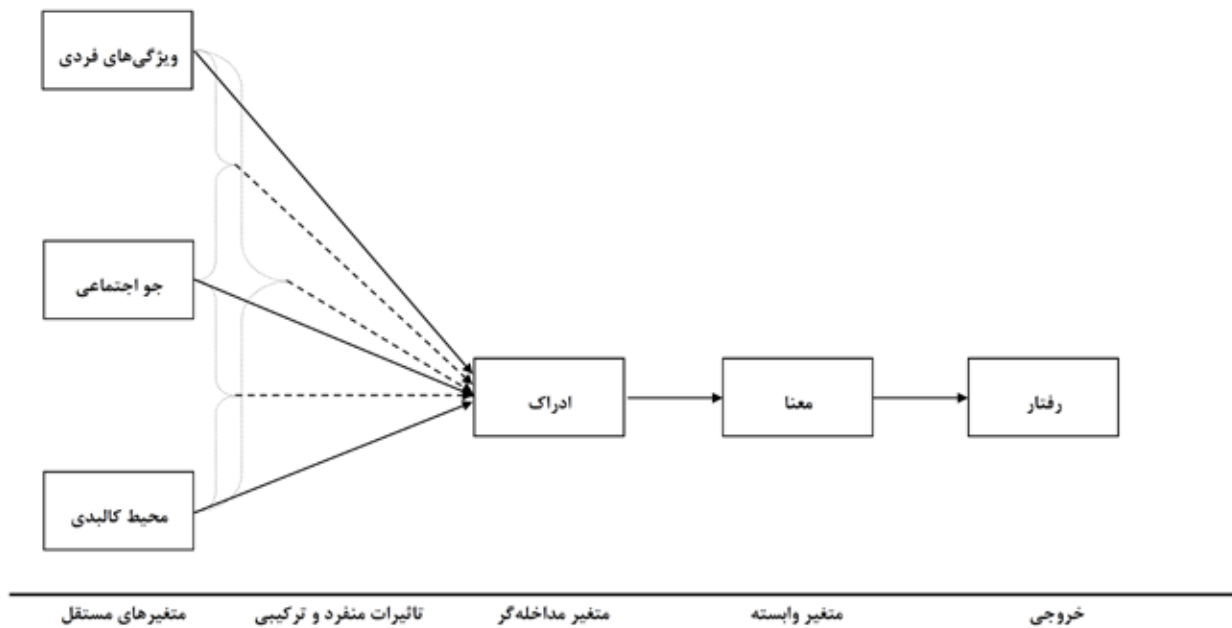 ویژگی‌های فردی
جو اجتماعی
محیط کالبدی
ادراک
معنا
رفتار
متغیرهای مستقل
تاثیرات منفرد و ترکیبی
متغیر مداخله‌گر
متغیر وابسته
خروجی